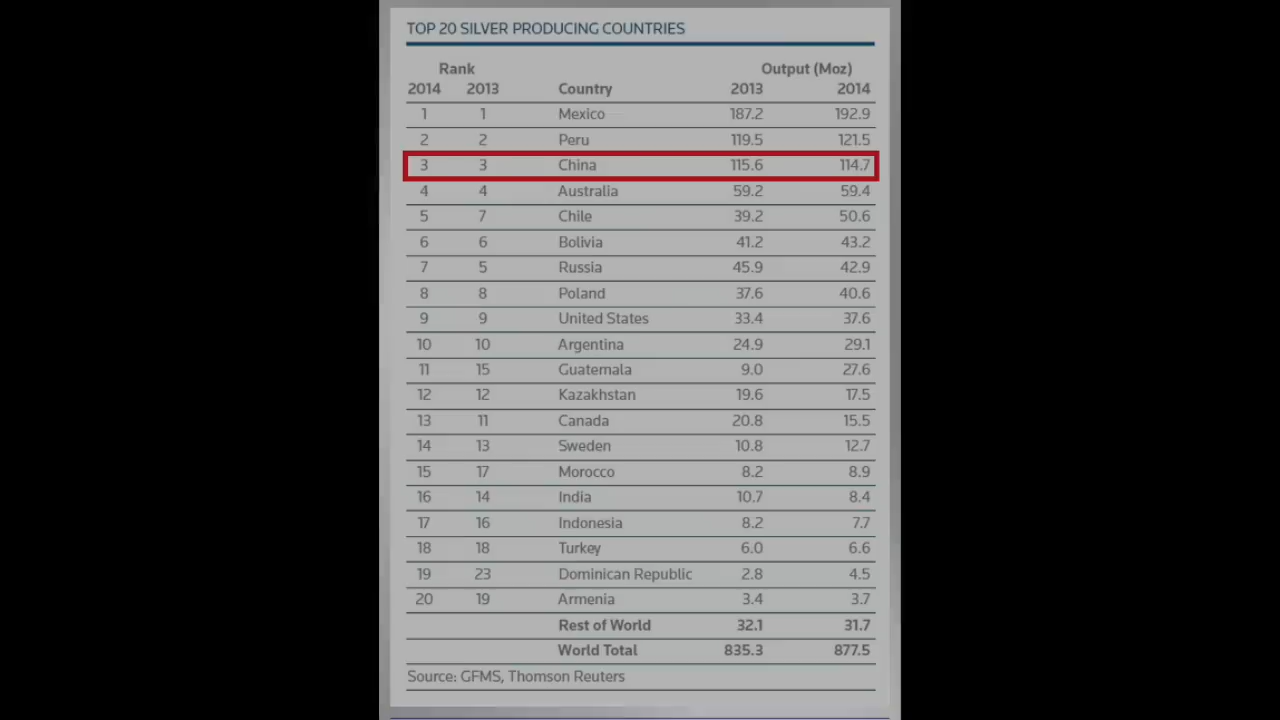 TOP 20 SILVER PRODUCING COUNTRIES
Rank Output (Moz)
2014 2013 Country 2013 2014
1 1 Mexico 187.2 192.9
2 2 Peru 119.5 121.5
3 3 China 115.6 114.7
4 4 Australia 59.2 59.4
5 7 Chile 39.2 50.6
6 6 Bolivia 41.2 43.2
7 5 Russia 45.9 42.9
8 8 Poland 37.6 40.6
9 9 United States 33.4 37.6
10 10 Argentina 24.9 29.1
11 15 Guatemala 9.0 27.6
12 12 Kazakhstan 19.6 17.5
13 11 Canada 20.8 15.5
14 13 Sweden 10.8 12.7
15 17 Morocco 8.2 8.9
16 14 India 10.7 8.4
17 16 Indonesia 8.2 7.7
18 18 Turkey 6.0 6.6
19 23 Dominican Republic 2.8 4.5
20 19 Armenia 3.4 3.7
Rest of World 32.1 31.7
World Total 835.3 877.5
Source: GFMS, Thomson Reuters